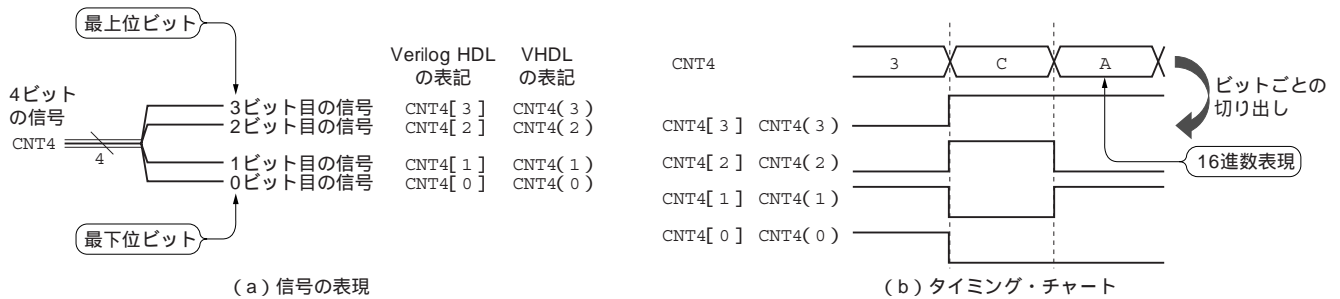 最上位ビット
Verilog HDL
の表記
VHDL
の表記
4ビット
の信号
CNT4
4
3ビット目の信号 CNT4[3] CNT4(3)
2ビット目の信号 CNT4[2] CNT4(2)
1ビット目の信号 CNT4[1] CNT4(1)
0ビット目の信号 CNT4[0] CNT4(0)
最下位ビット
(a)信号の表現
CNT4 3 C A
ビットごとの
切り出し
CNT4[3] CNT4(3)
CNT4[2] CNT4(2)
16進数表現
CNT4[1] CNT4(1)
CNT4[0] CNT4(0)
(b)タイミング・チャート